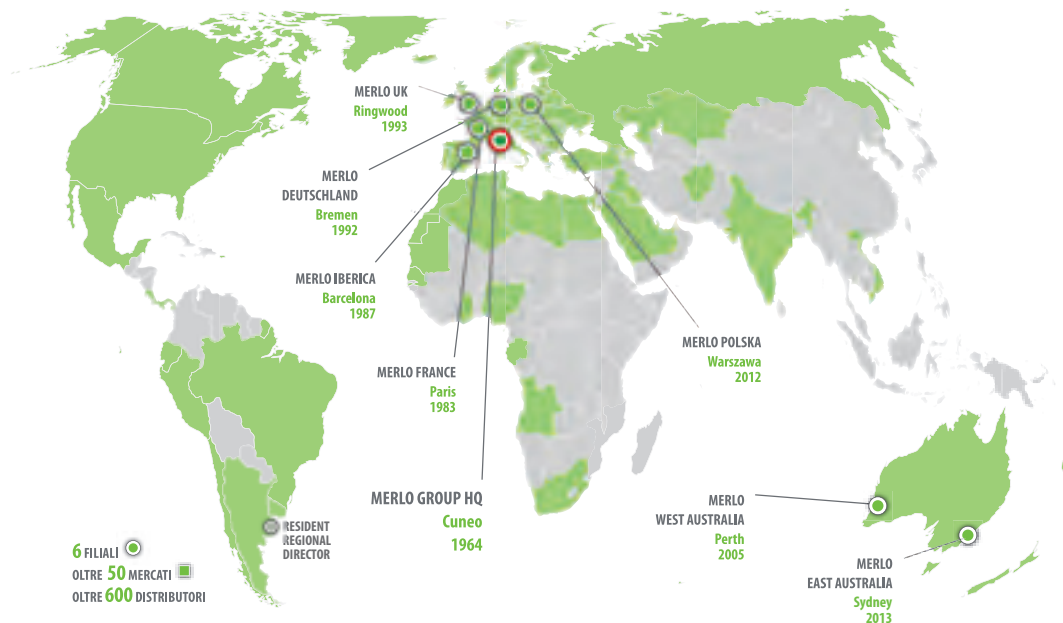 MERLO UK
Ringwood
1993
MERLO
DEUTSCHLAND
Bremen
1992
MERLO IBERICA
Barcelona
1987
MERLO FRANCE
Paris
1983
MERLO GROUP HQ
Cuneo
1964
MERLO POLSKA
Warszawa
2012
MERLO
WEST AUSTRALIA
Perth
2005
MERLO
EAST AUSTRALIA
Sydney
2013
RESIDENT
REGIONAL
DIRECTOR
6 FILIALI
OLTRE 50 MERCATI
OLTRE 600 DISTRIBUTORI